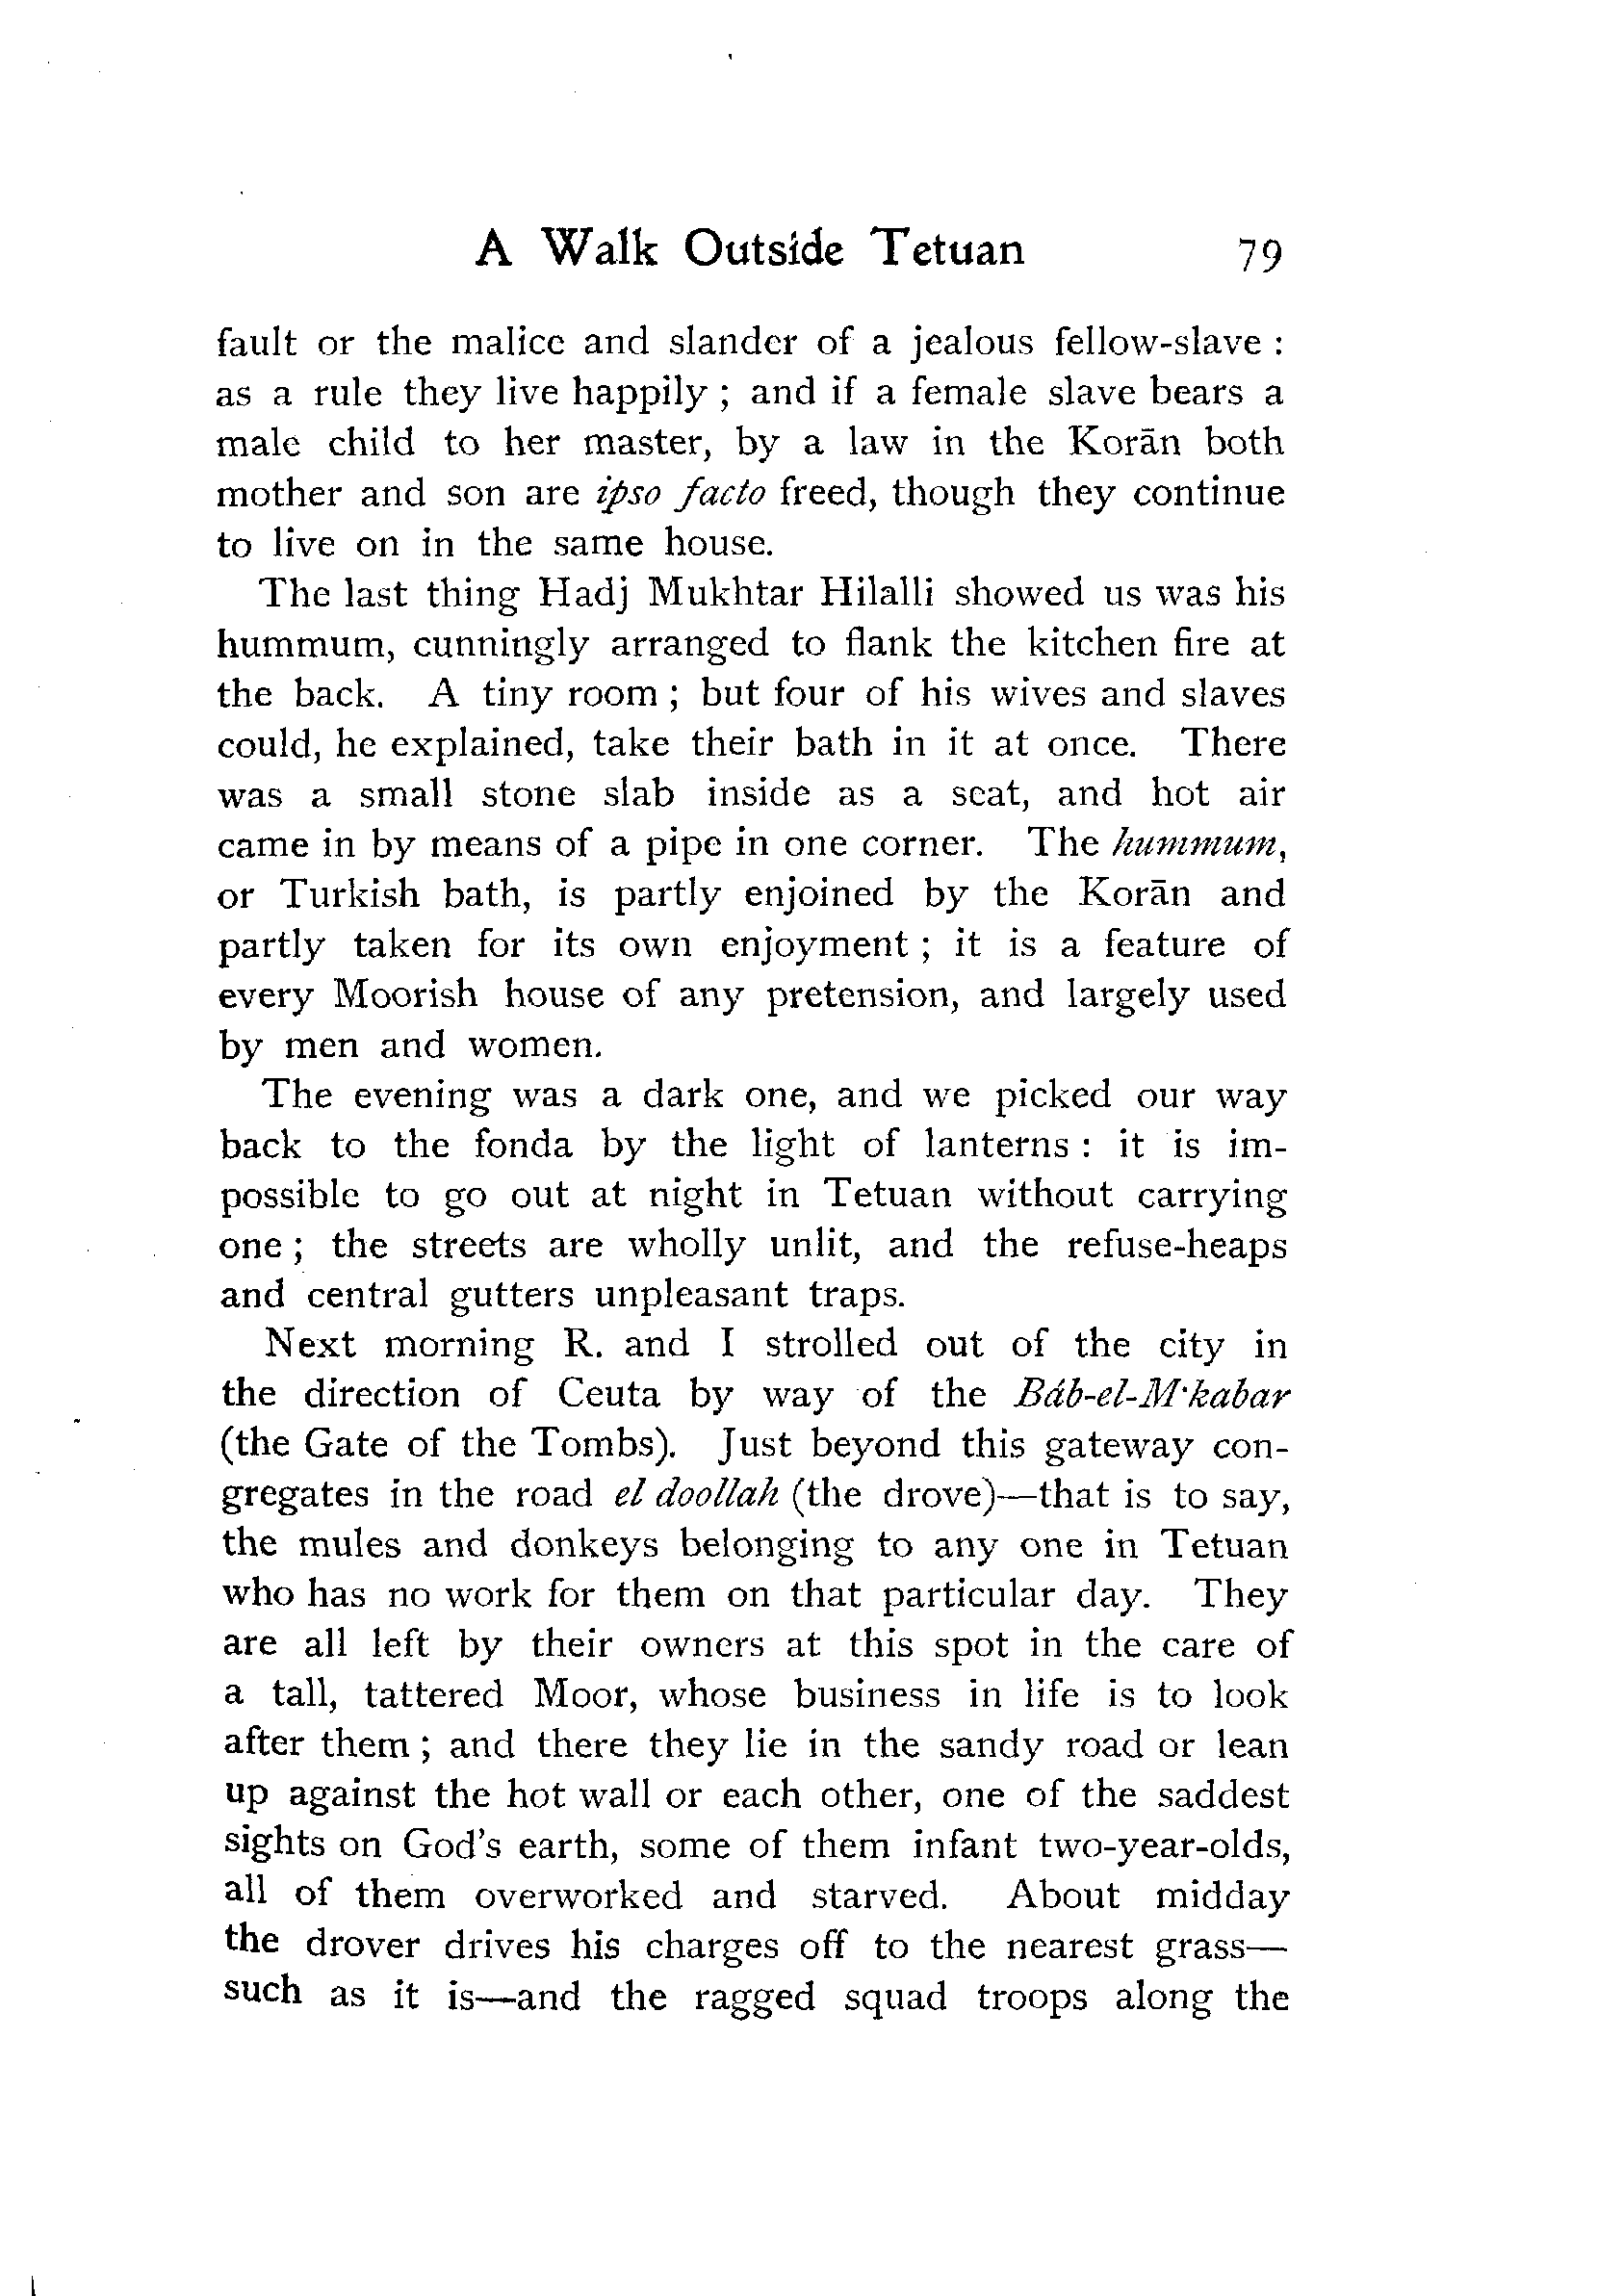 A Walk Outside Tetuan 79
fault or the malice and slander of a jealous fellow-slave :
as a rule they live happily ; and if a female slave bears a
male child to her master, by a law in the Korān both
mother and son are ipso facto freed, though they continue
to live on in the same house.
The last thing Hadj Mukhtar Hilalli showed us was his
hummum, cunningly arranged to flank the kitchen fire at
the back. A tiny room ; but four of his wives and slaves
could, he explained, take their bath in it at once. There
was a small stone slab inside as a seat, and hot air
came in by means of a pipe in one corner. The hummum,
or Turkish bath, is partly enjoined by the Korān and
partly taken for its own enjoyment ; it is a feature of
every Moorish house of any pretension, and largely used
by men and women.
The evening was a dark one, and we picked our way
back to the fonda by the light of lanterns : it is im-
possible to go out at night in Tetuan without carrying
one ; the streets are wholly unlit, and the refuse-heaps
and central gutters unpleasant traps.
Next morning R. and I strolled out of the city in
the direction of Ceuta by way of the Báb-el-M'kabar
(the Gate of the Tombs). Just beyond this gateway con-
gregates in the road el doollah (the drove)—that is to say,
the mules and donkeys belonging to any one in Tetuan
who has no work for them on that particular day. They
are all left by their owners at this spot in the care of
a tall, tattered Moor, whose business in life is to look
after them ; and there they lie in the sandy road or lean
up against the hot wall or each other, one of the saddest
sights on God's earth, some of them infant two-year-olds,
all of them overworked and starved. About midday
the drover drives his charges off to the nearest grass—
such as it is—and the ragged squad troops along the